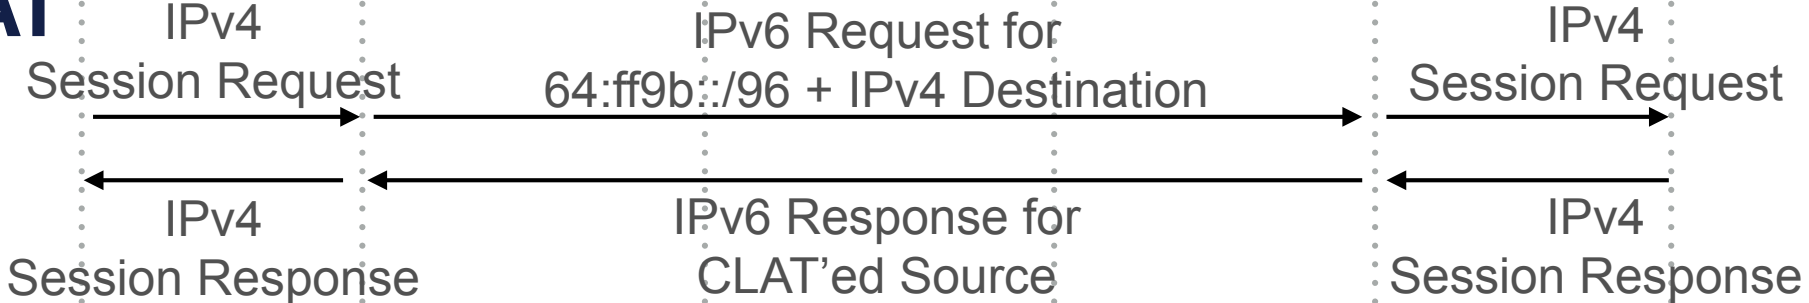 IPv4
Session Request
IPv6 Request for
64:ff9b::/96 + IPv4 Destination
IPv4
Session Request
IPv4
Session Response
IPv6 Response for
CLAT’ed Source
IPv4
Session Response